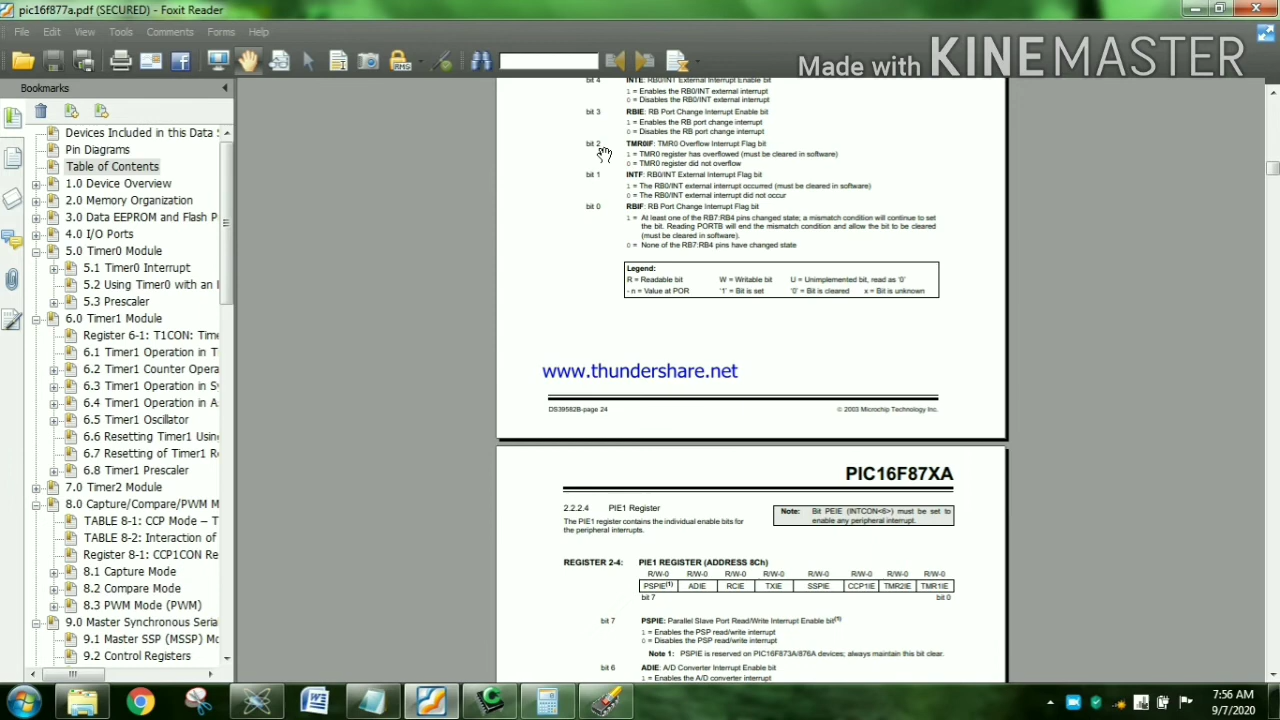 pic16f877a.pdf (SECURED) - Foxit Reader
File Edit View Tools Comments Forms Help
Made with KINEMASTER
Bookmarks
Devices Included in this Data S
Pin Diagrams
Table of Contents
1.0 Device Overview
2.0 Memory Organization
3.0 Data EEPROM and Flash P
4.0 I/O Ports
5.0 Timer0 Module
5.1 Timer0 Interrupt
5.2 Using Timer0 with an I
5.3 Prescaler
6.0 Timer1 Module
Register 6-1: T1CON: Time
6.1 Timer1 Operation in T
6.2 Timer1 Counter Opera
6.3 Timer1 Operation in S
6.4 Timer1 Operation in A
6.5 Timer1 Oscillator
6.6 Resetting Timer1 Usin
6.7 Resetting of Timer1 R
6.8 Timer1 Prescaler
7.0 Timer2 Module
8.0 Capture/Compare/PWM M
TABLE 8-1: CCP Mode – T
TABLE 8-2: Interaction of
Register 8-1: CCP1CON Re
8.1 Capture Mode
8.2 Compare Mode
8.3 PWM Mode (PWM)
9.0 Master Synchronous Seria
9.1 Master SSP (MSSP) Mo
9.2 Control Registers
bit 4 INTE: RB0/INT External Interrupt Enable bit
1 = Enables the RB0/INT external interrupt
0 = Disables the RB0/INT external interrupt
bit 3 RBIE: RB Port Change Interrupt Enable bit
1 = Enables the RB port change interrupt
0 = Disables the RB port change interrupt
bit 2 TMR0IF: TMR0 Overflow Interrupt Flag bit
1 = TMR0 register has overflowed (must be cleared in software)
0 = TMR0 register did not overflow
bit 1 INTF: RB0/INT External Interrupt Flag bit
1 = The RB0/INT external interrupt occurred (must be cleared in software)
0 = The RB0/INT external interrupt did not occur
bit 0 RBIF: RB Port Change Interrupt Flag bit
1 = At least one of the RB7:RB4 pins changed state; a mismatch condition will continue to set
the bit. Reading PORTB will end the mismatch condition and allow the bit to be cleared
(must be cleared in software).
0 = None of the RB7:RB4 pins have changed state
Legend:
R = Readable bit W = Writable bit U = Unimplemented bit, read as '0'
- n = Value at POR '1' = Bit is set '0' = Bit is cleared x = Bit is unknown
www.thundershare.net
DS39582B-page 24 © 2003 Microchip Technology Inc.
PIC16F87XA
2.2.2.4 PIE1 Register
The PIE1 register contains the individual enable bits for
the peripheral interrupts.
Note: Bit PEIE (INTCON<6>) must be set to
enable any peripheral interrupt.
REGISTER 2-4: PIE1 REGISTER (ADDRESS 8Ch)
R/W-0 R/W-0 R/W-0 R/W-0 R/W-0 R/W-0 R/W-0 R/W-0
PSPIE(1) ADIE RCIE TXIE SSPIE CCP1IE TMR2IE TMR1IE
bit 7 bit 0
bit 7 PSPIE: Parallel Slave Port Read/Write Interrupt Enable bit(1)
1 = Enables the PSP read/write interrupt
0 = Disables the PSP read/write interrupt
Note 1: PSPIE is reserved on PIC16F873A/876A devices; always maintain this bit clear.
bit 6 ADIE: A/D Converter Interrupt Enable bit
1 = Enables the A/D converter interrupt
7:56 AM
9/7/2020